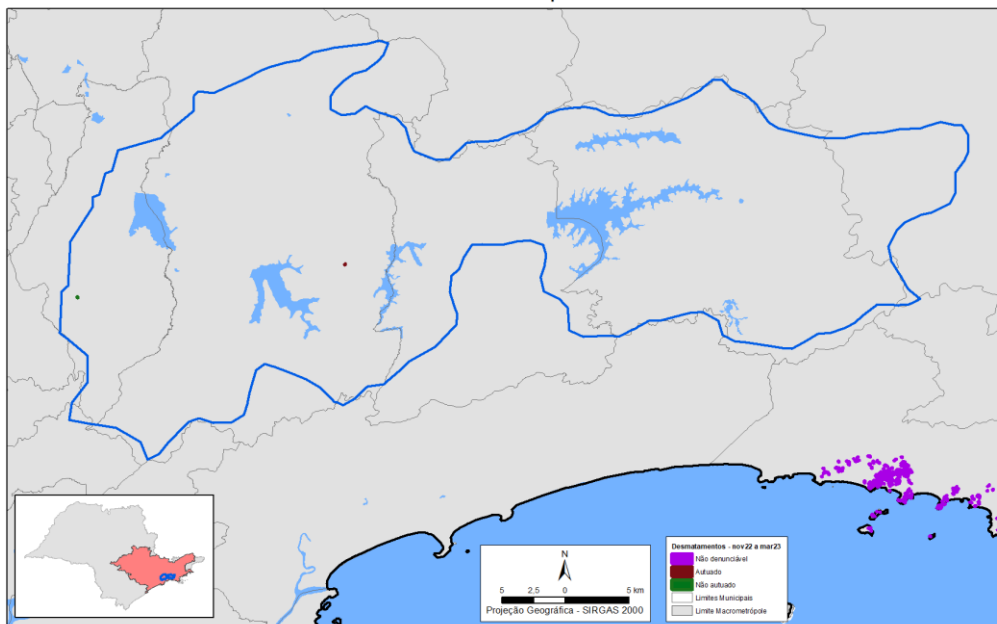 N
5 2,5 0 5 km
Projeção Geográfica - SIRGAS 2000
Desmatamentos - nov22 a mar23
Não denunciável
Autuado
Não autuado
Limites Municipais
Limite Macrometrópole